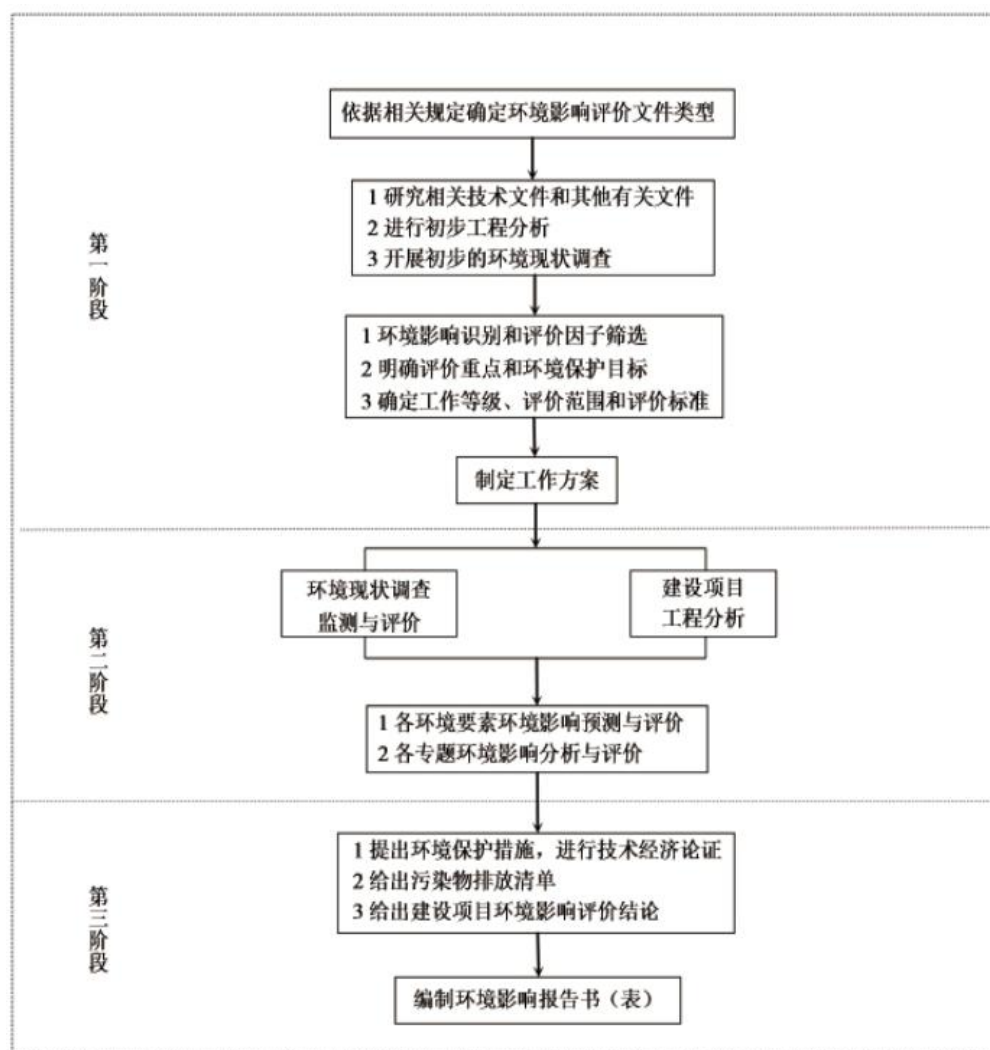 依据相关规定确定环境影响评价文件类型
1 研究相关技术文件和其他有关文件
2 进行初步工程分析
3 开展初步的环境现状调查
第一阶段
1 环境影响识别和评价因子筛选
2 明确评价重点和环境保护目标
3 确定工作等级、评价范围和评价标准
制定工作方案
环境现状调查
监测与评价
建设项目
工程分析
第二阶段
1 各环境要素环境影响预测与评价
2 各专题环境影响分析与评价
1 提出环境保护措施，进行技术经济论证
2 给出污染物排放清单
3 给出建设项目环境影响评价结论
第三阶段
编制环境影响报告书（表）